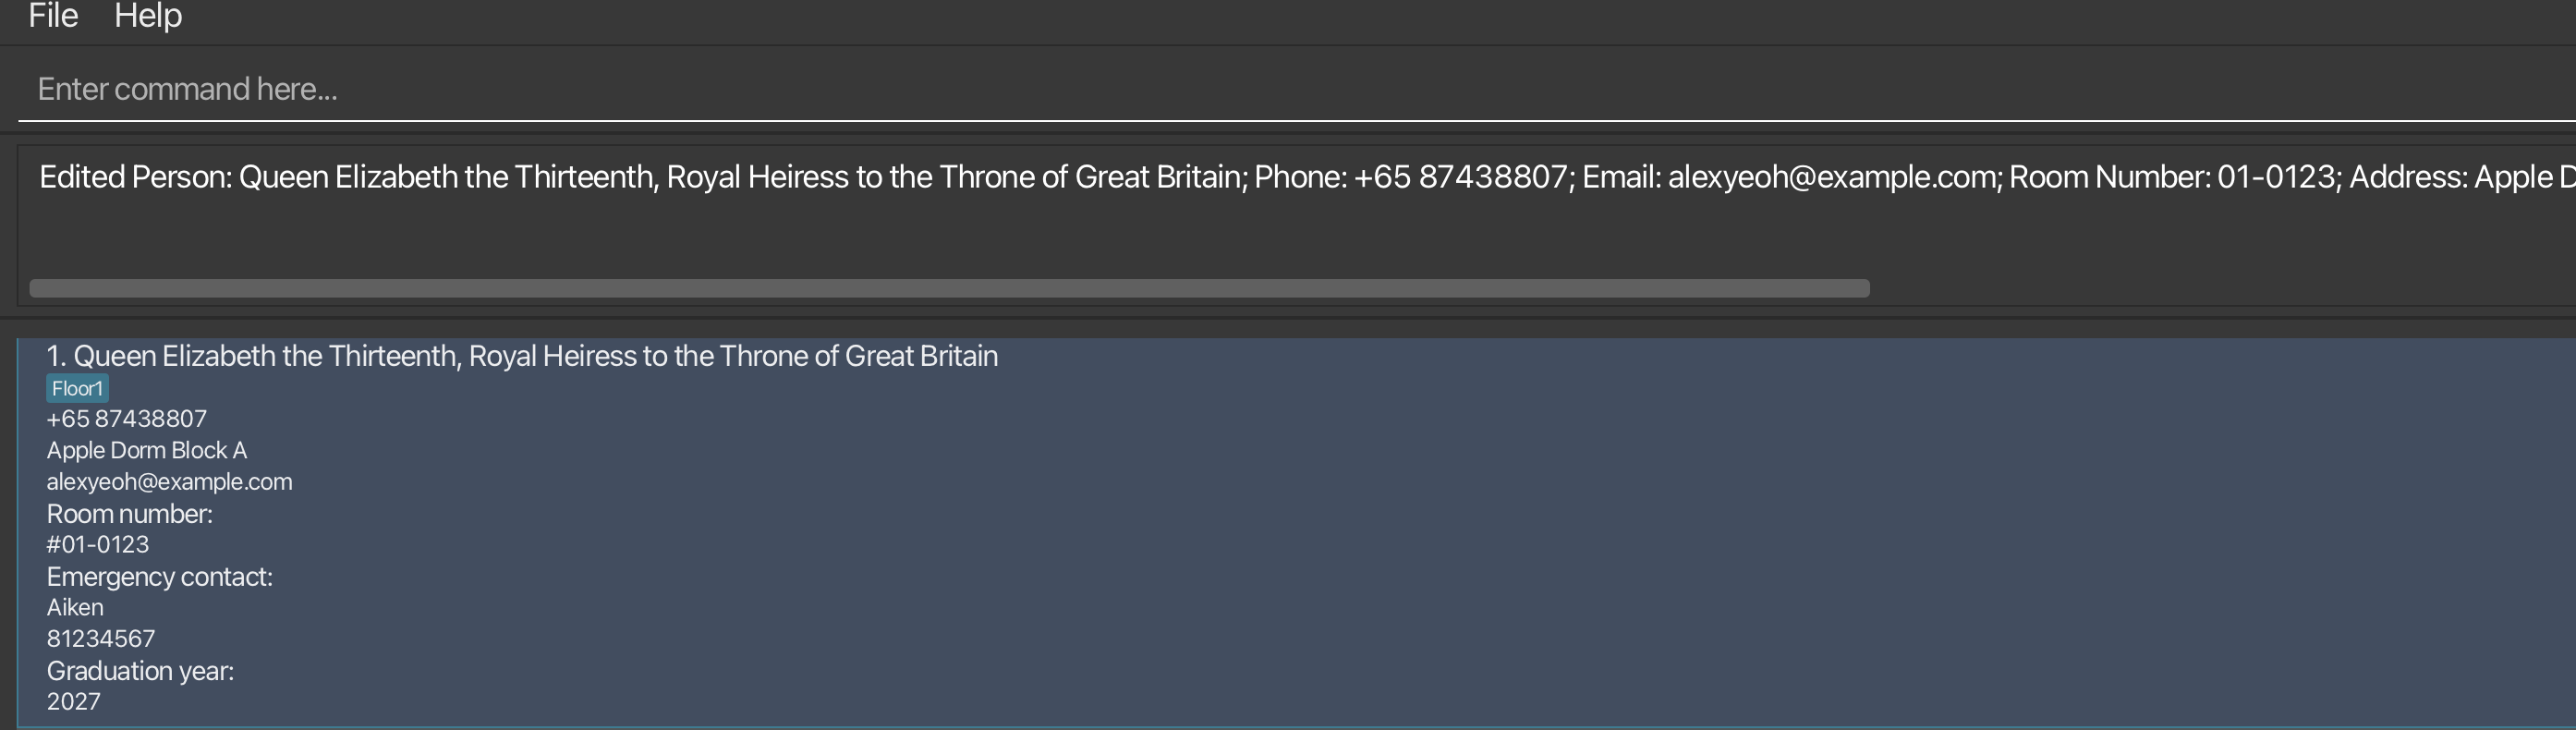 File Help
Enter command here...
Edited Person: Queen Elizabeth the Thirteenth, Royal Heiress to the Throne of Great Britain; Phone: +65 87438807; Email: alexyeoh@example.com; Room Number: 01-0123; Address: Apple D
1. Queen Elizabeth the Thirteenth, Royal Heiress to the Throne of Great Britain
Floor1
+65 87438807
Apple Dorm Block A
alexyeoh@example.com
Room number:
#01-0123
Emergency contact:
Aiken
81234567
Graduation year:
2027